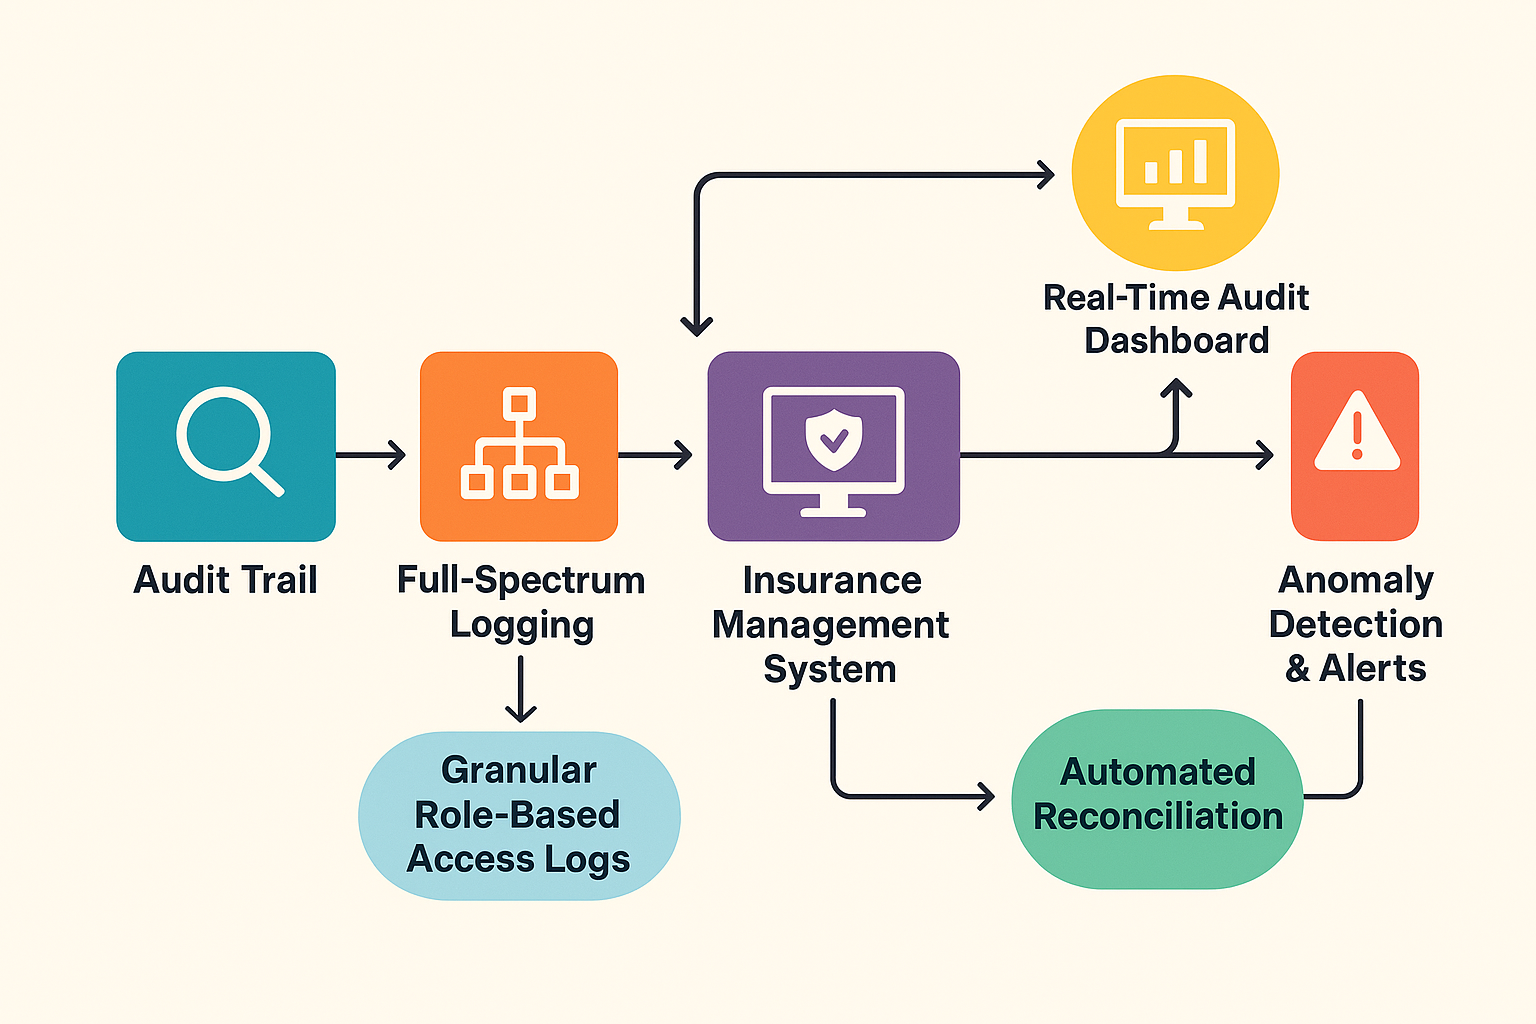 Real-Time Audit
Dashboard
Audit Trail
Full-Spectrum
Logging
Insurance
Management
System
Anomaly
Detection
& Alerts
Granular
Role-Based
Access Logs
Automated
Reconciliation